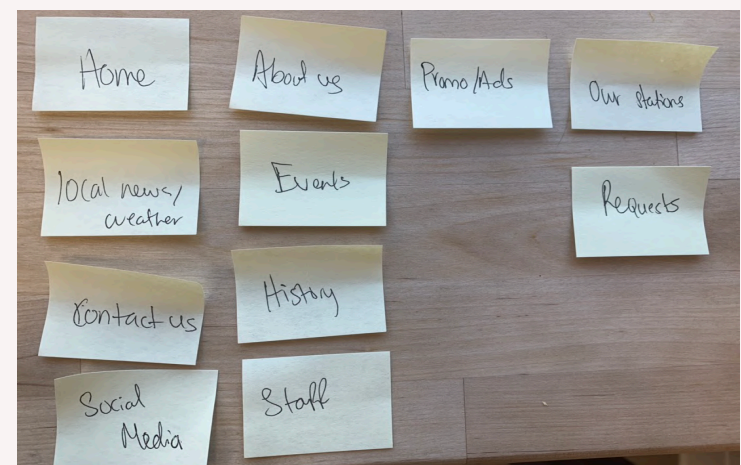 Home
About us
Promo/Ads
Our stations
local news/
weather
Events
Requests
Contact us
History
Social
Media
Staff